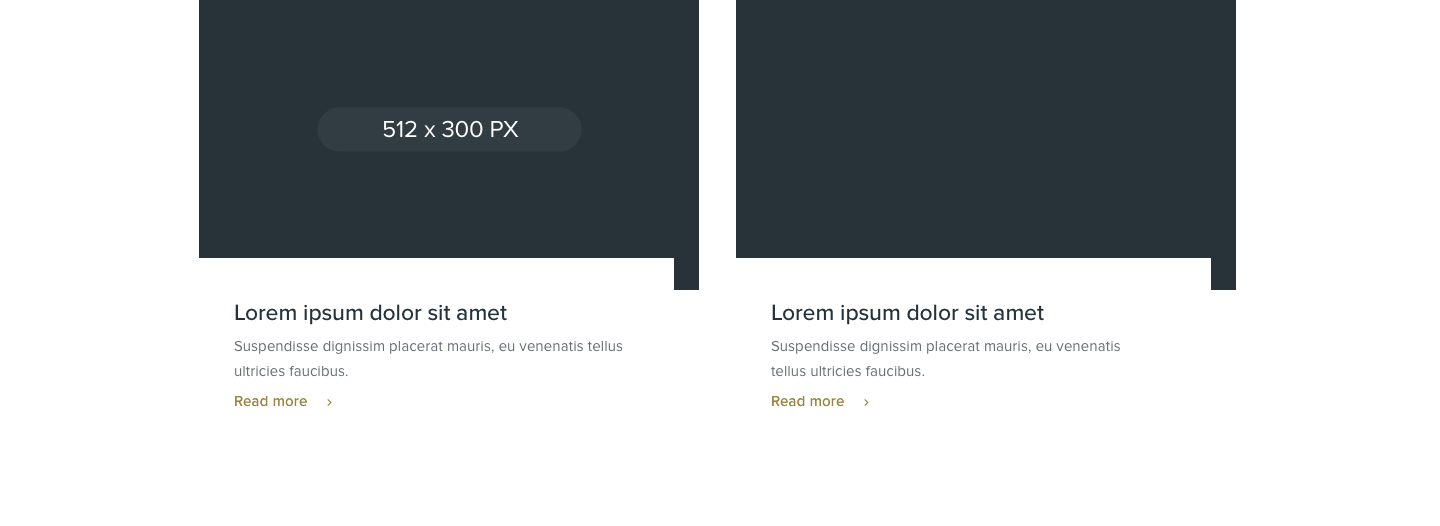 512 x 300 PX
Lorem ipsum dolor sit amet
Suspendisse dignissim placerat mauris, eu venenatis tellus
ultricies faucibus.
Read more
Lorem ipsum dolor sit amet
Suspendisse dignissim placerat mauris, eu venenatis
tellus ultricies faucibus.
Read more